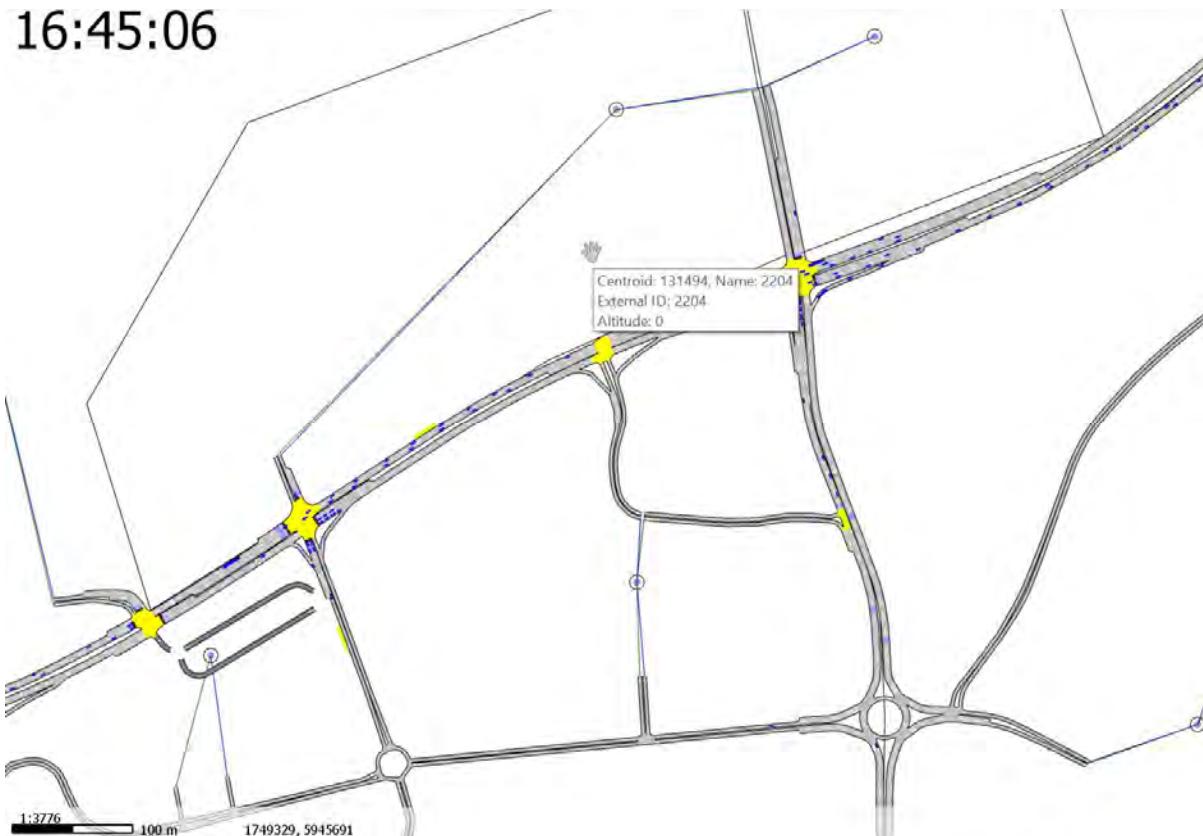 16:45:06
Centroid: 131494, Name: 2204
External ID: 2204
Altitude: 0
1:3776
100 m
1749329, 5945691